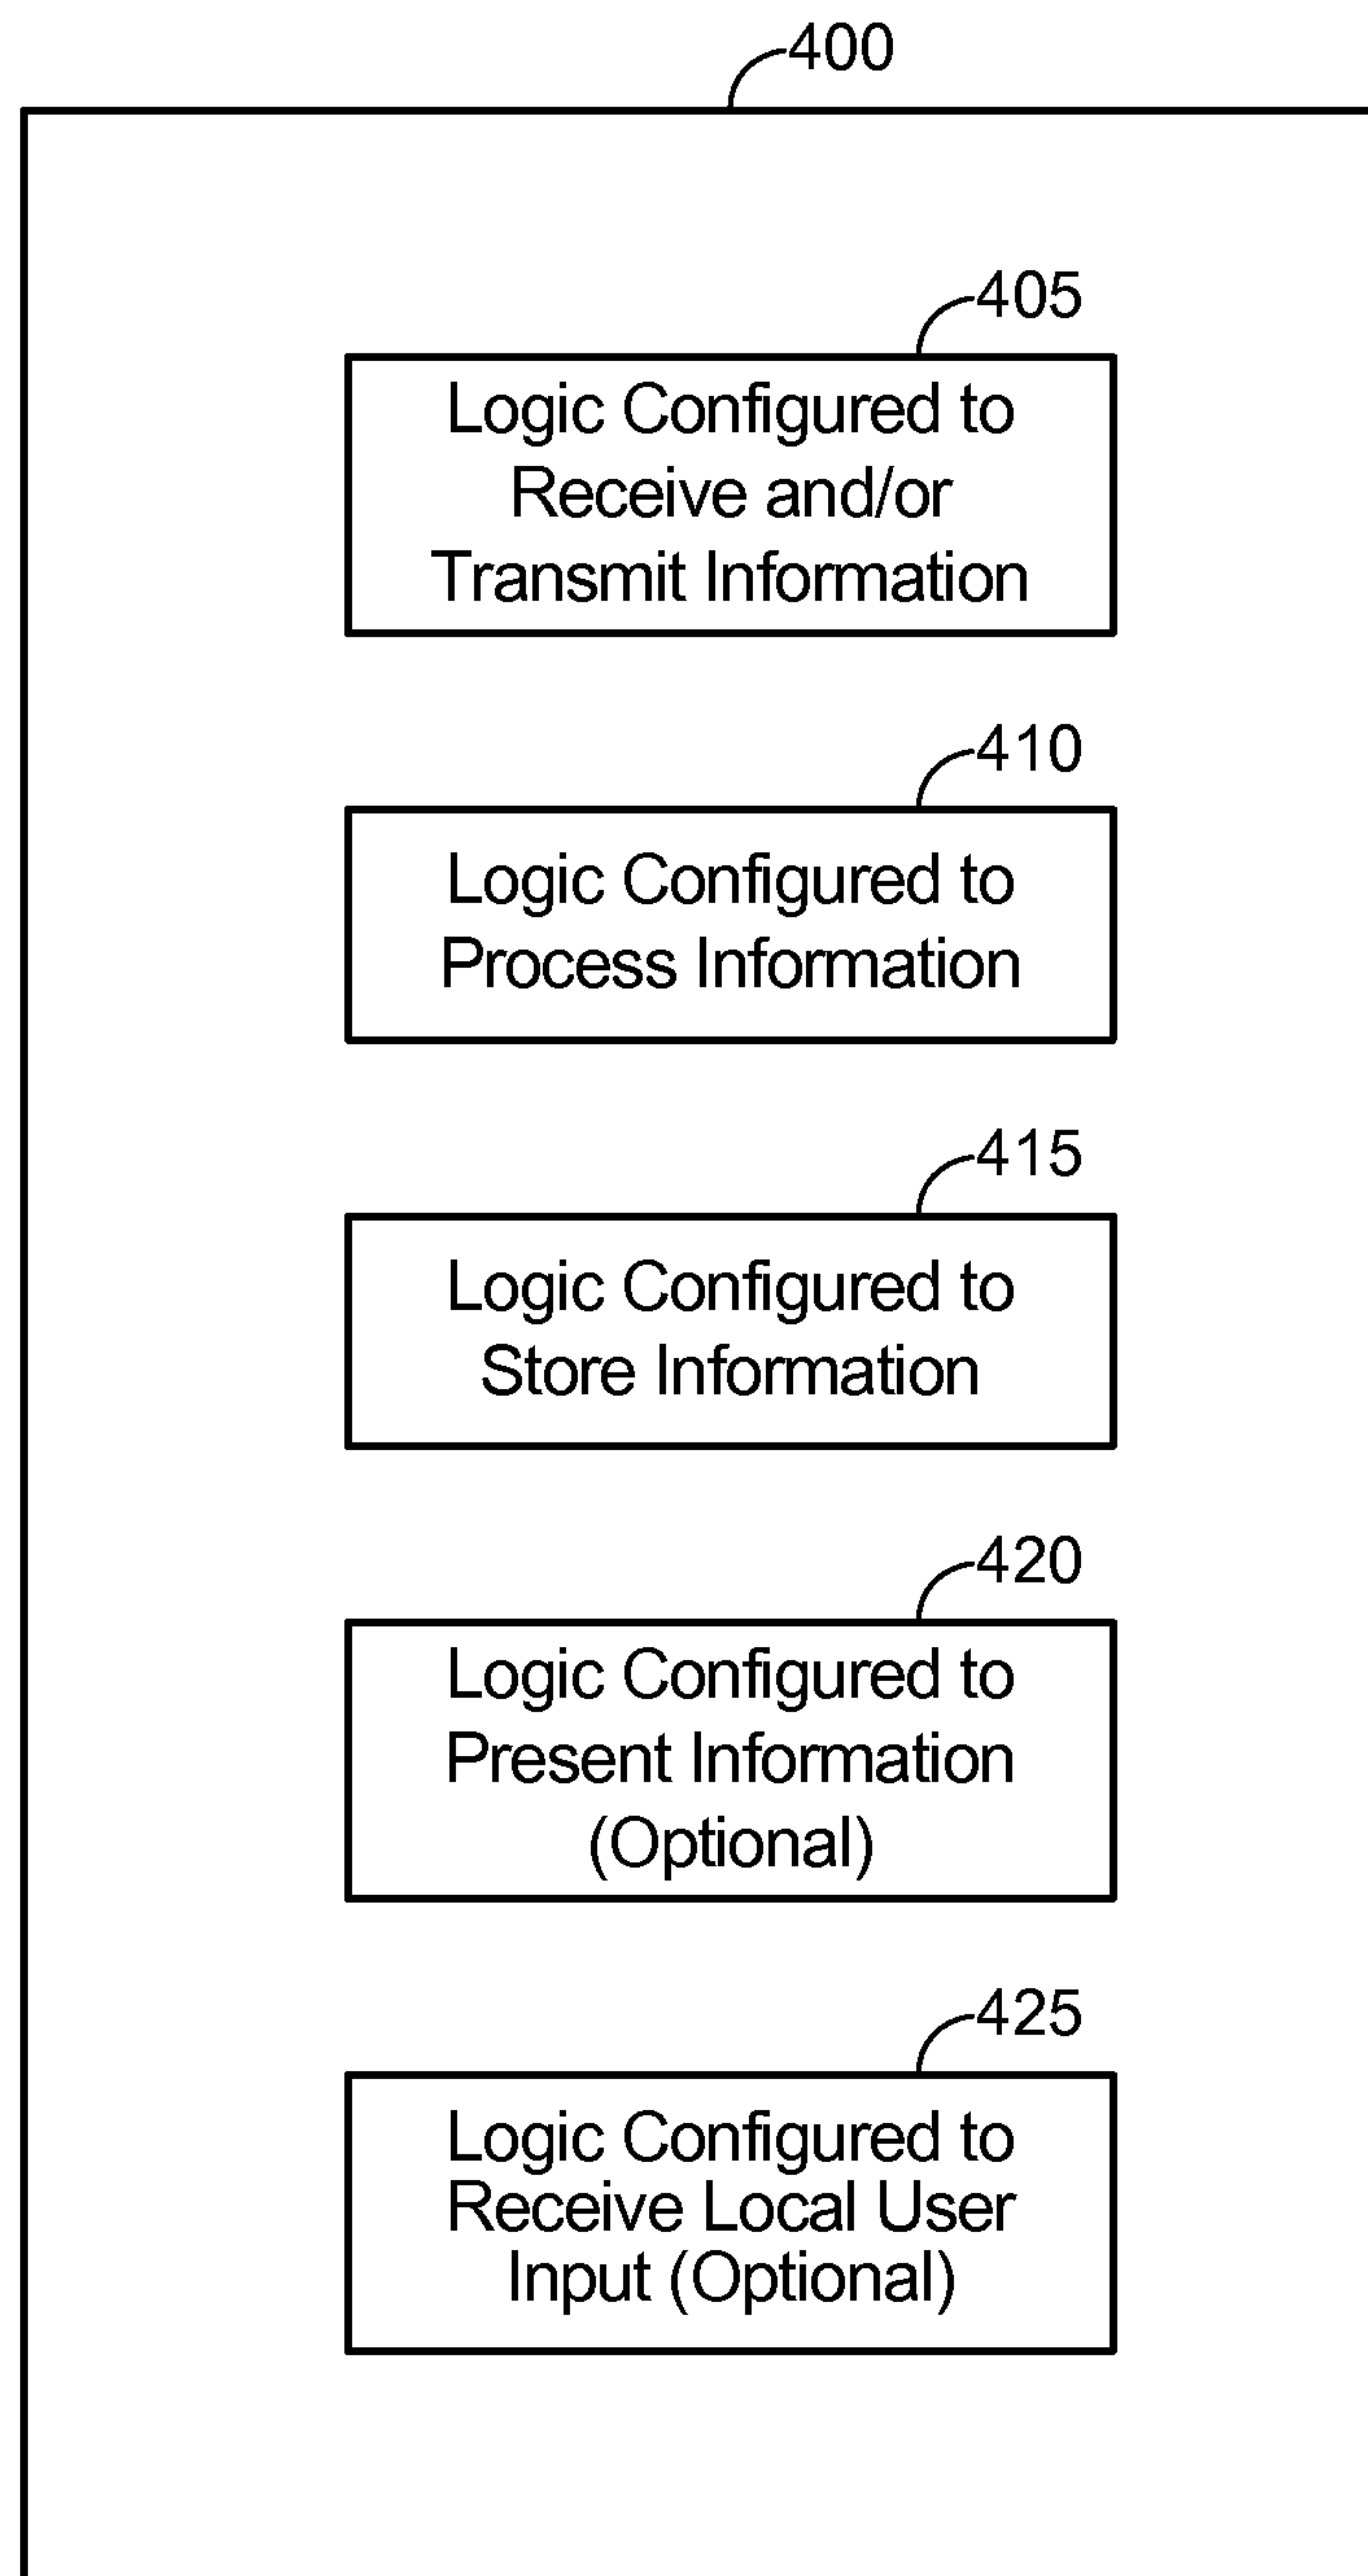 400
405
Logic Configured to
Receive and/or
Transmit Information
410
Logic Configured to
Process Information
415
Logic Configured to
Store Information
420
Logic Configured to
Present Information
(Optional)
425
Logic Configured to
Receive Local User
Input (Optional)